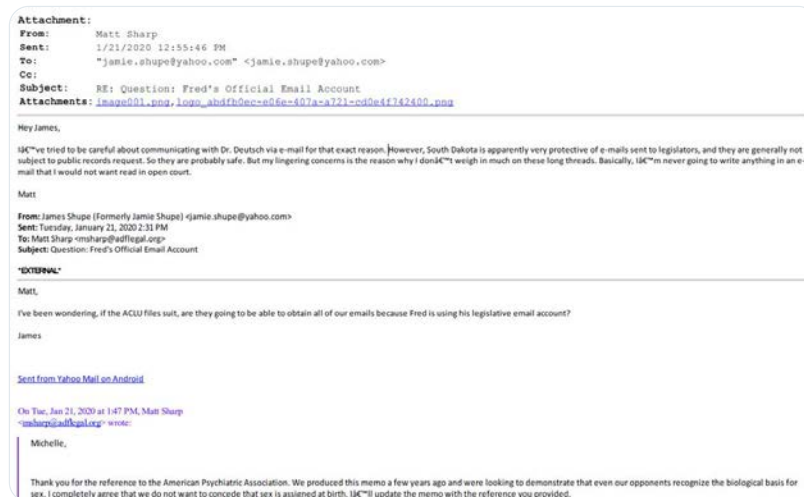 Attachment:
From: Matt Sharp
Sent: 1/21/2020 12:55:46 PM
To: "jamie.shupe@yahoo.com" <jamie.shupe@yahoo.com>
Cc:
Subject: RE: Question: Fred's Official Email Account
Attachments: image001.png,logo_abdfb0ec-e06e-407a-a721-cd0e4f742400.png
Hey James,
Iâ€™ve tried to be careful about communicating with Dr. Deutsch via e-mail for that exact reason. However, South Dakota is apparently very protective of e-mails sent to legislators, and they are generally not
subject to public records request. So they are probably safe. But my lingering concerns is the reason why I donâ€™t weigh in much on these long threads. Basically, Iâ€™m never going to write anything in an e-
mail that I would not want read in open court.
Matt
From: James Shupe (Formerly Jamie Shupe) <jamie.shupe@yahoo.com>
Sent: Tuesday, January 21, 2020 2:31 PM
To: Matt Sharp <msharp@adflegal.org>
Subject: Question: Fred's Official Email Account
*EXTERNAL*
Matt,
I've been wondering, if the ACLU files suit, are they going to be able to obtain all of our emails because Fred is using his legislative email account?
James
Sent from Yahoo Mail on Android
On Tue, Jan 21, 2020 at 1:47 PM, Matt Sharp
<msharp@adflegal.org> wrote:
Michelle,
Thank you for the reference to the American Psychiatric Association. We produced this memo a few years ago and were looking to demonstrate that even our opponents recognize the biological basis for
sex. I completely agree that we do not want to concede that sex is assigned at birth. Iâ€™ll update the memo with the reference you provided.